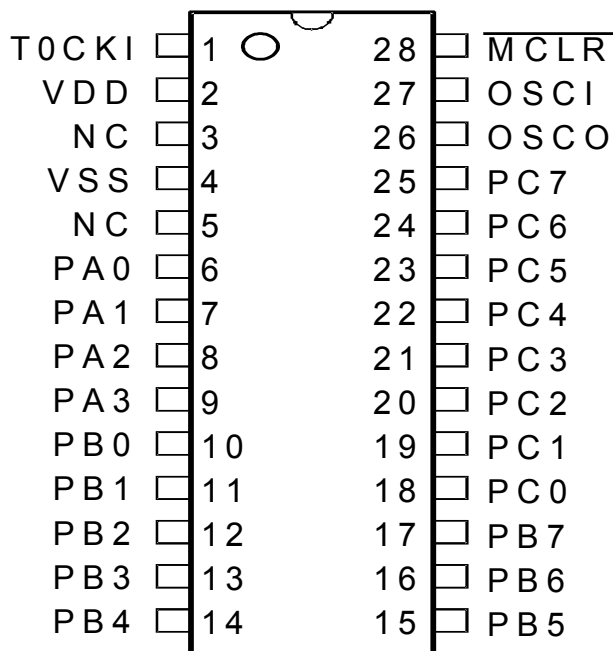 T0CKI 1 28 MCLR
VDD 2 27 OSCI
NC 3 26 OSCO
VSS 4 25 PC7
NC 5 24 PC6
PA0 6 23 PC5
PA1 7 22 PC4
PA2 8 21 PC3
PA3 9 20 PC2
PB0 10 19 PC1
PB1 11 18 PC0
PB2 12 17 PB7
PB3 13 16 PB6
PB4 14 15 PB5